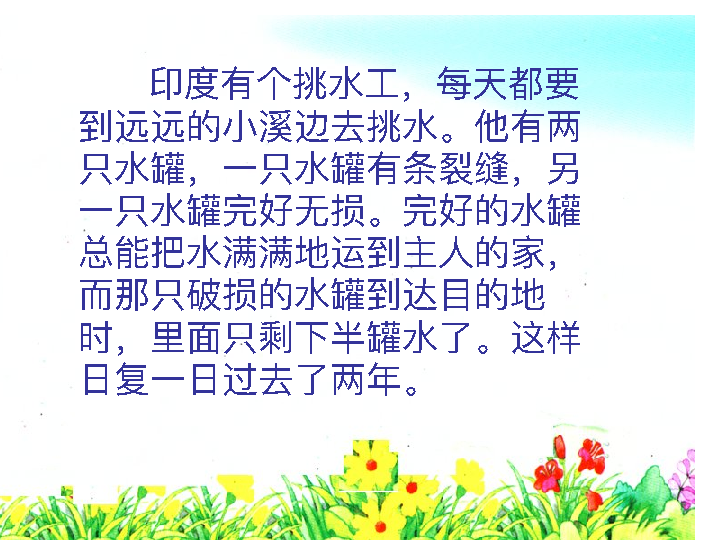 印度有个挑水工，每天都要
到远远的小溪边去挑水。他有两
只水罐，一只水罐有条裂缝，另
一只水罐完好无损。完好的水罐
总能把水满满地运到主人的家，
而那只破损的水罐到达目的地
时，里面只剩下半罐水了。这样
日复一日过去了两年。